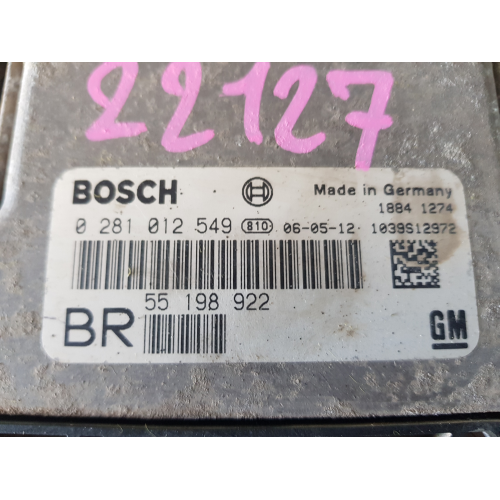 22127
BOSCH Made in Germany
1884 1274
0 281 012 549 810 06-05-12 1039S12972
55 198 922
BR GM